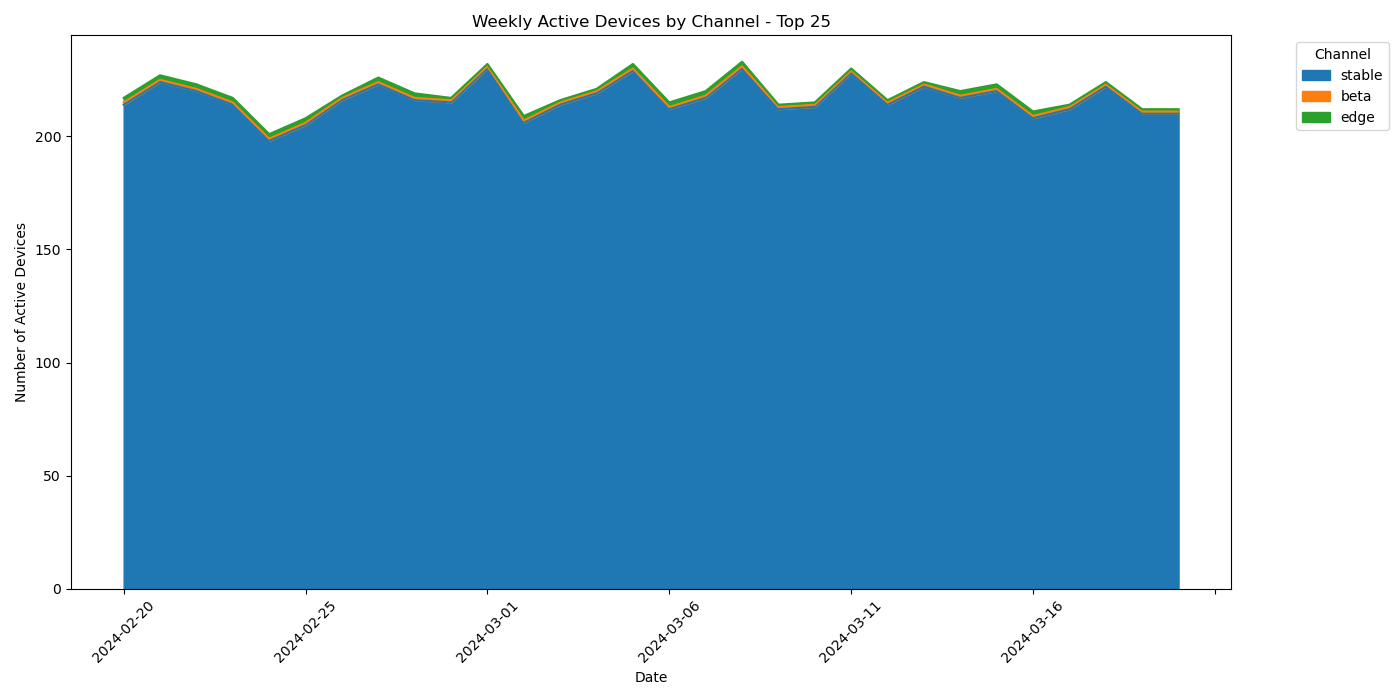 Weekly Active Devices by Channel - Top 25
Channel
stable
beta
edge
Number of Active Devices
200
150
100
50
0
2024-02-20
2024-02-25
2024-03-01
2024-03-06
2024-03-11
2024-03-16
Date